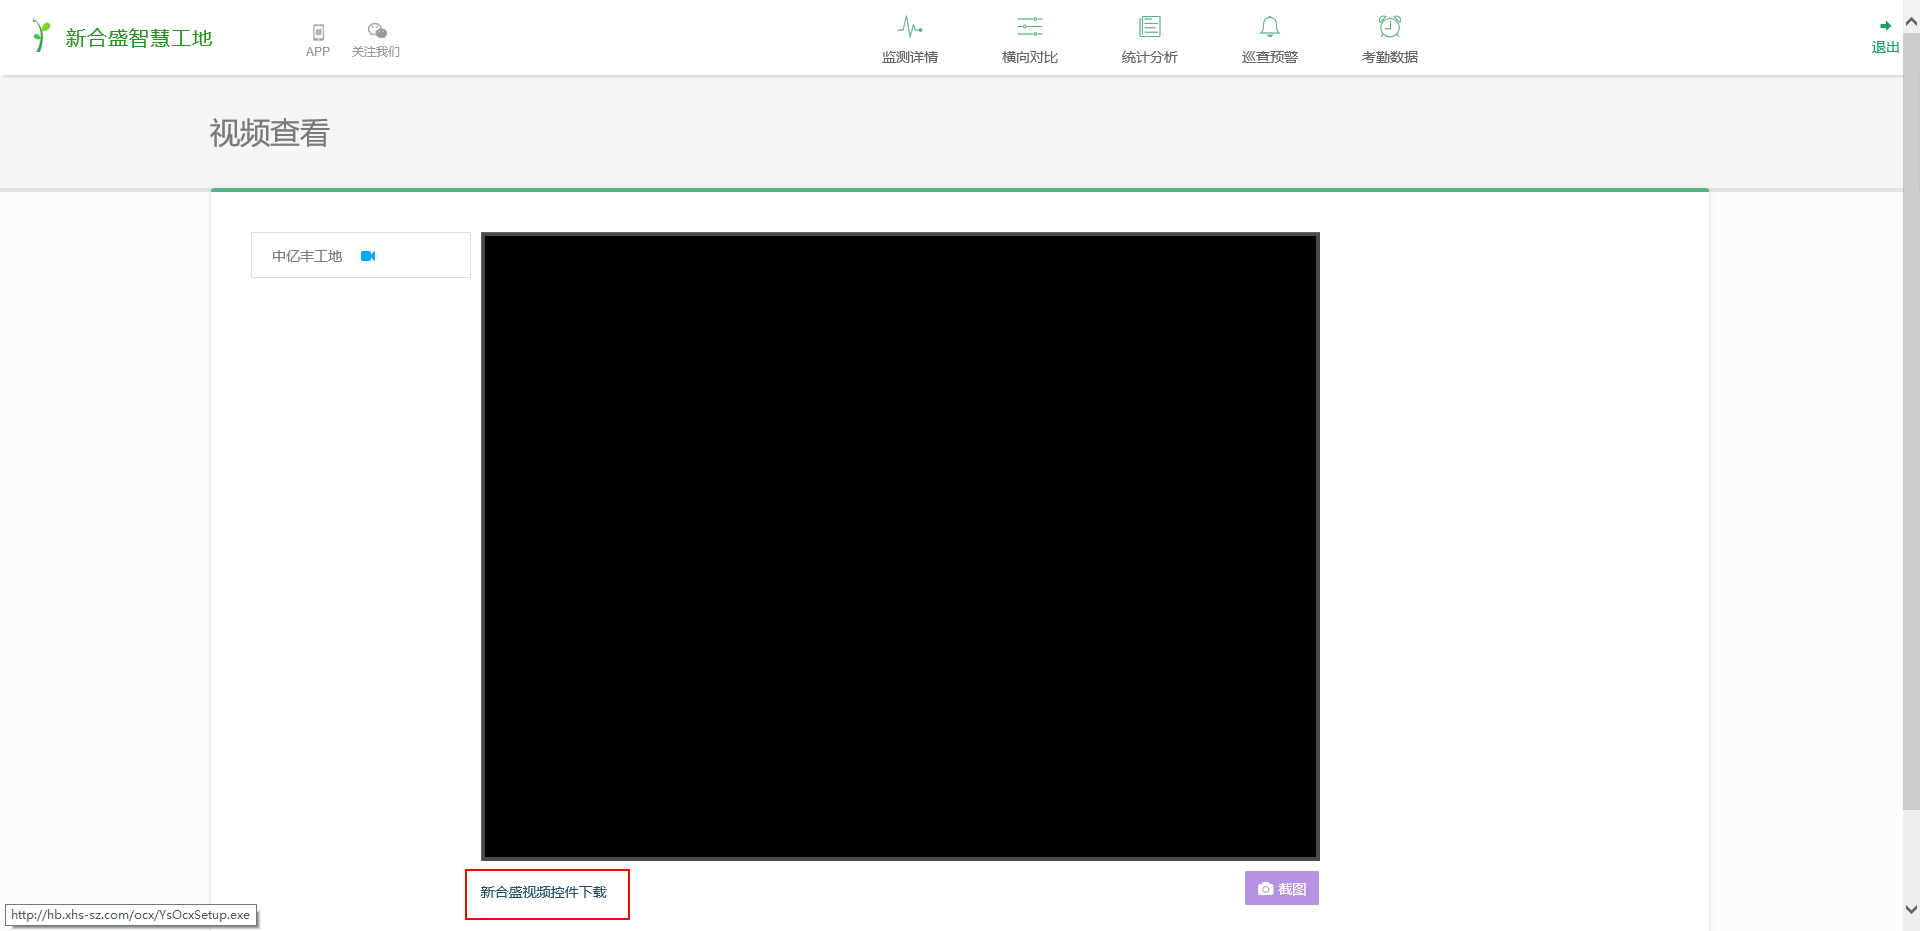 新合盛智慧工地
APP
关注我们
监测详情
横向对比
统计分析
巡查预警
考勤数据
退出
视频查看
中亿丰工地
新合盛视频控件下载
截图
http://hb.xhs-sz.com/ocx/YsOcxSetup.exe